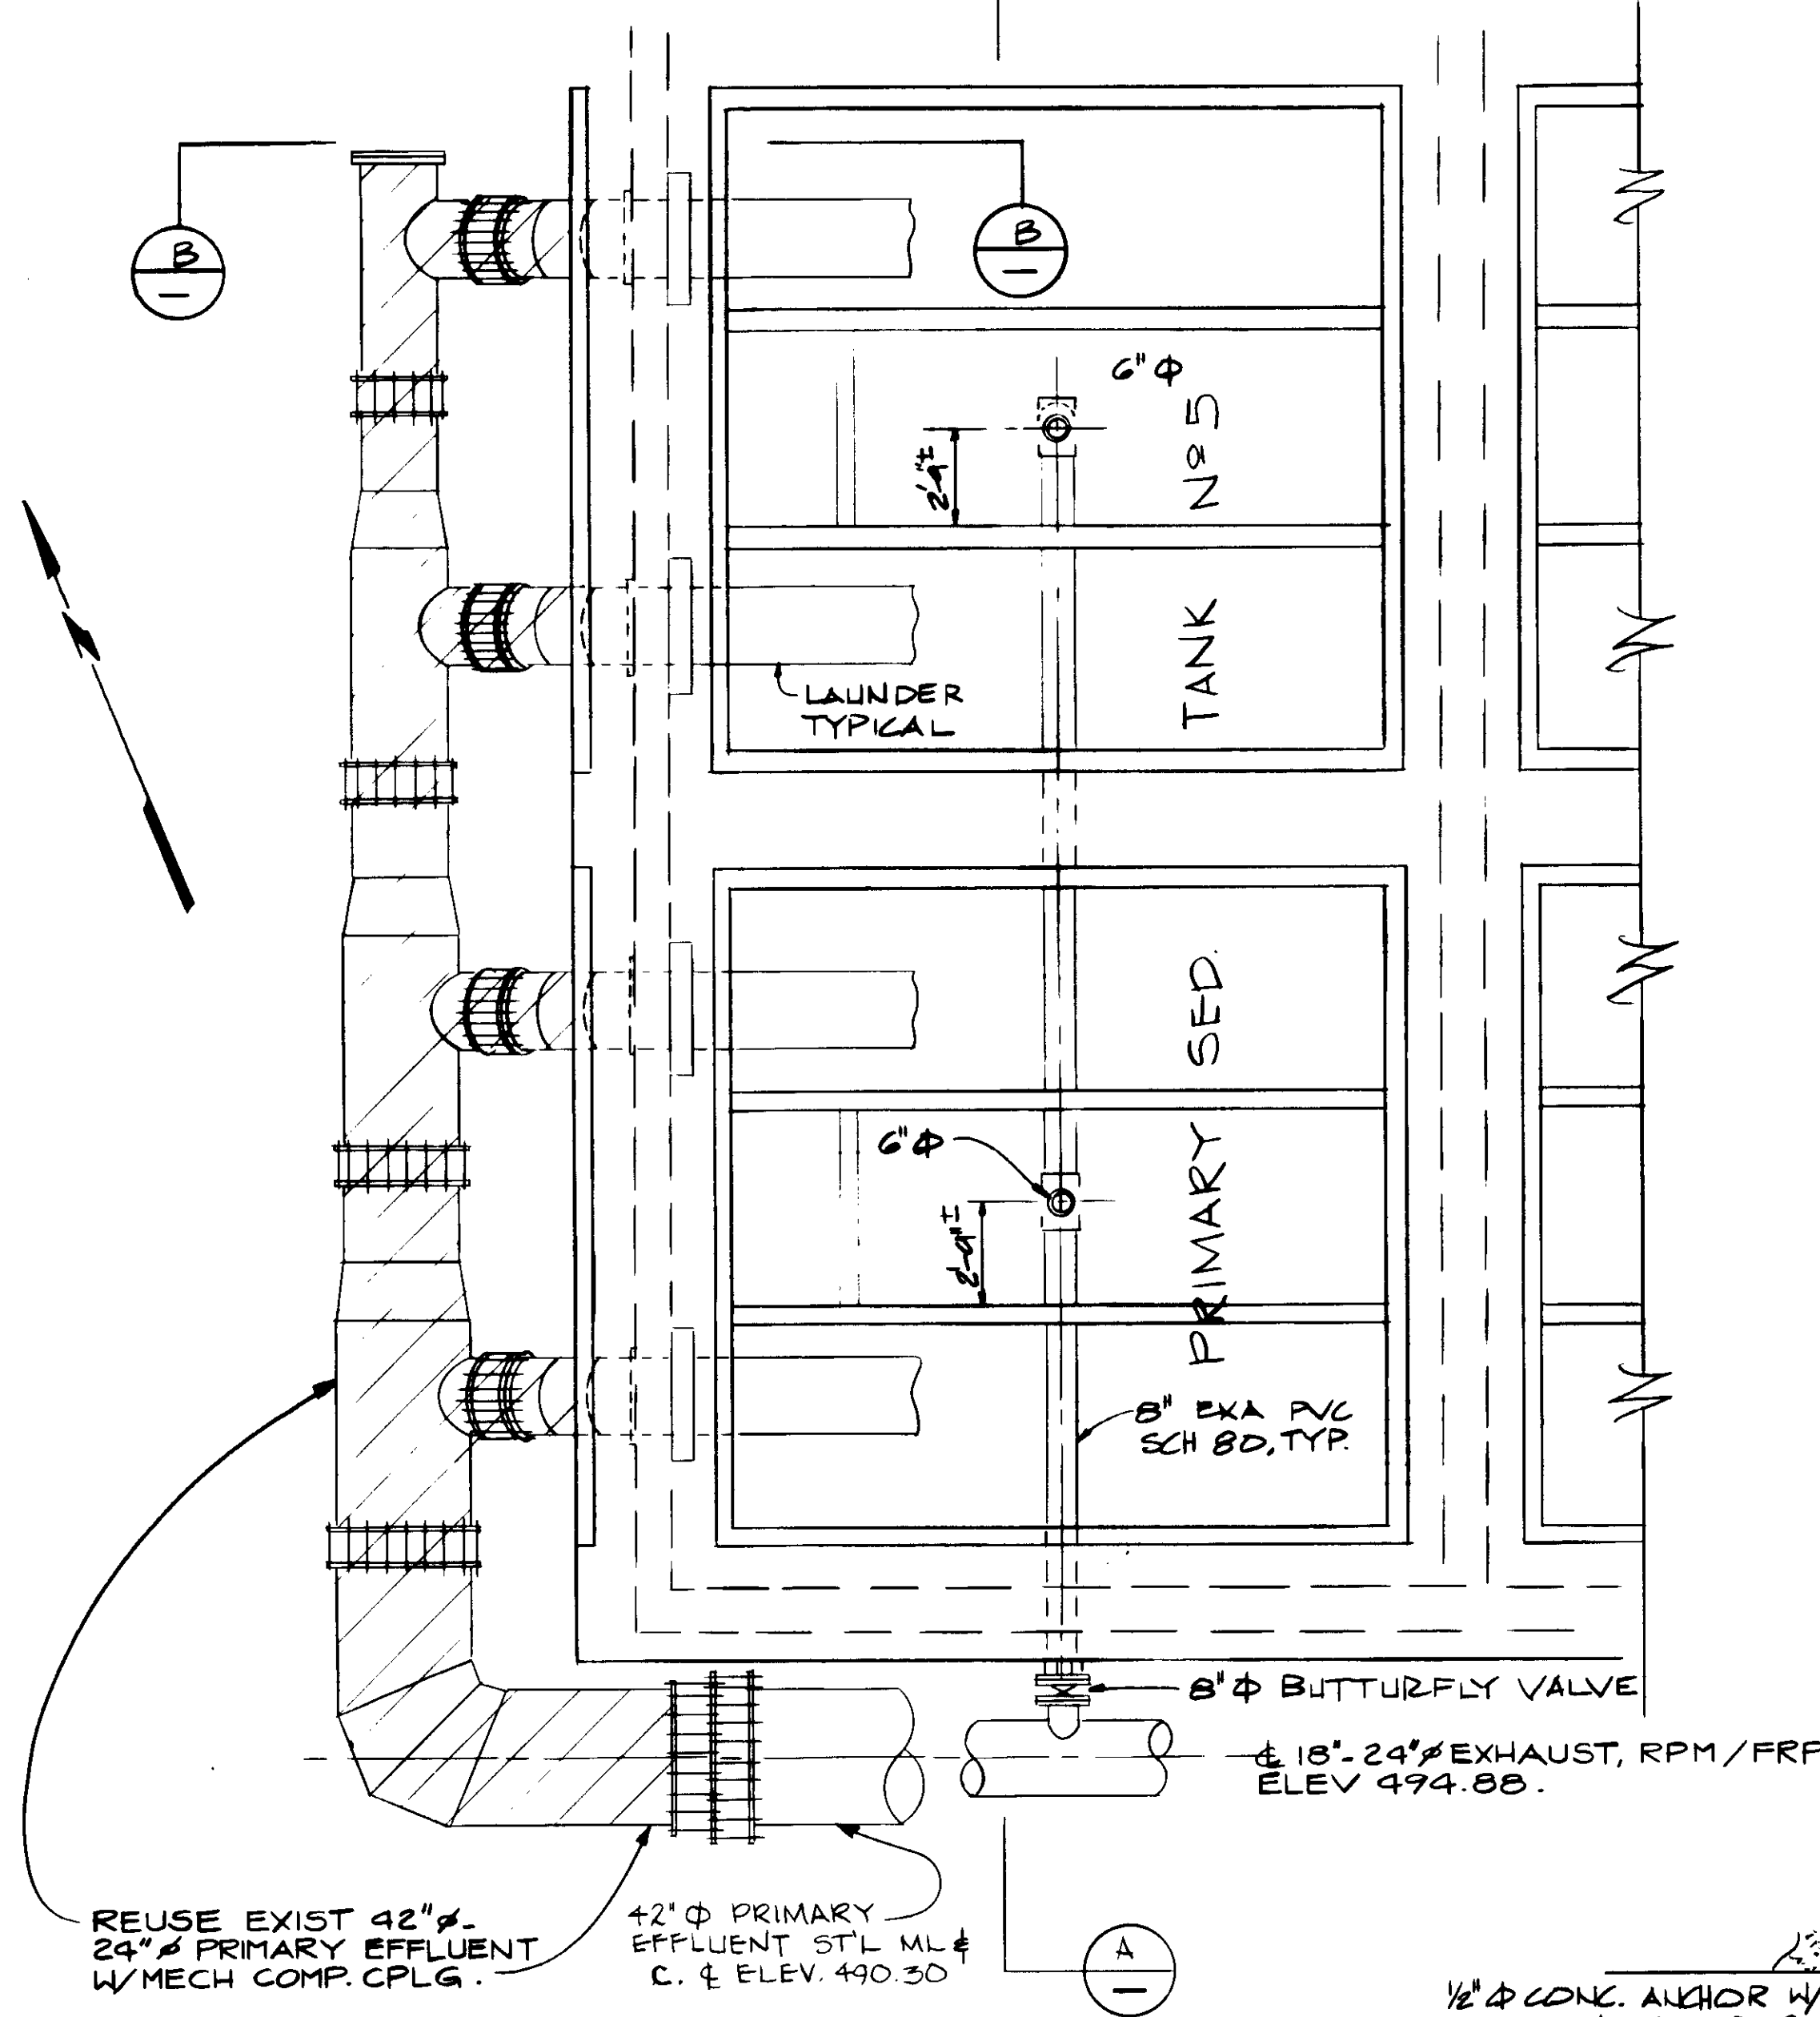 B
—
B
—
6" Φ
2'-9"±
TANK Nº 5
LAUNDER
TYPICAL
PRIMARY SED.
6" Φ
2'-9"±
8" EXA PVC
SCH 80, TYP.
8" Φ BUTTURFLY VALVE
℄ 18"-24"Ø EXHAUST, RPM/FRP
ELEV 494.88.
REUSE EXIST 42"Ø-
24"Ø PRIMARY EFFLUENT
W/MECH COMP. CPLG.
42" Φ PRIMARY
EFFLUENT ST'L ML &
C. ℄ ELEV. 490.30
A
—
1/2" Φ CONC. ANCHOR W/